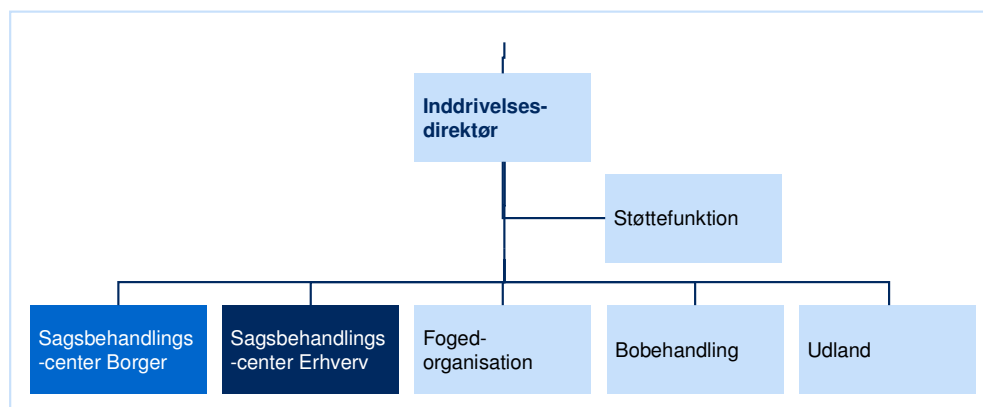 Inddrivelses-
direktør
Støttefunktion
Sagsbehandlings
-center Borger
Sagsbehandlings
-center Erhverv
Foged-
organisation
Bobehandling
Udland